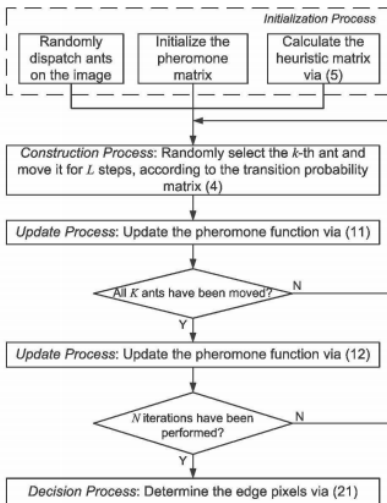 Initialization Process
Randomly
dispatch ants
on the image
Initialize the
pheromone
matrix
Calculate the
heuristic matrix
via (5)
Construction Process: Randomly select the k-th ant and
move it for L steps, according to the transition probability
matrix (4)
Update Process: Update the pheromone function via (11)
All K ants have been moved?
N
Y
Update Process: Update the pheromone function via (12)
N iterations have been
performed?
N
Y
Decision Process: Determine the edge pixels via (21)